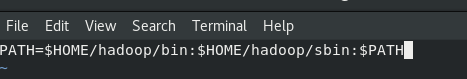 File Edit View Search Terminal Help
PATH=$HOME/hadoop/bin:$HOME/hadoop/sbin:$PATH
~